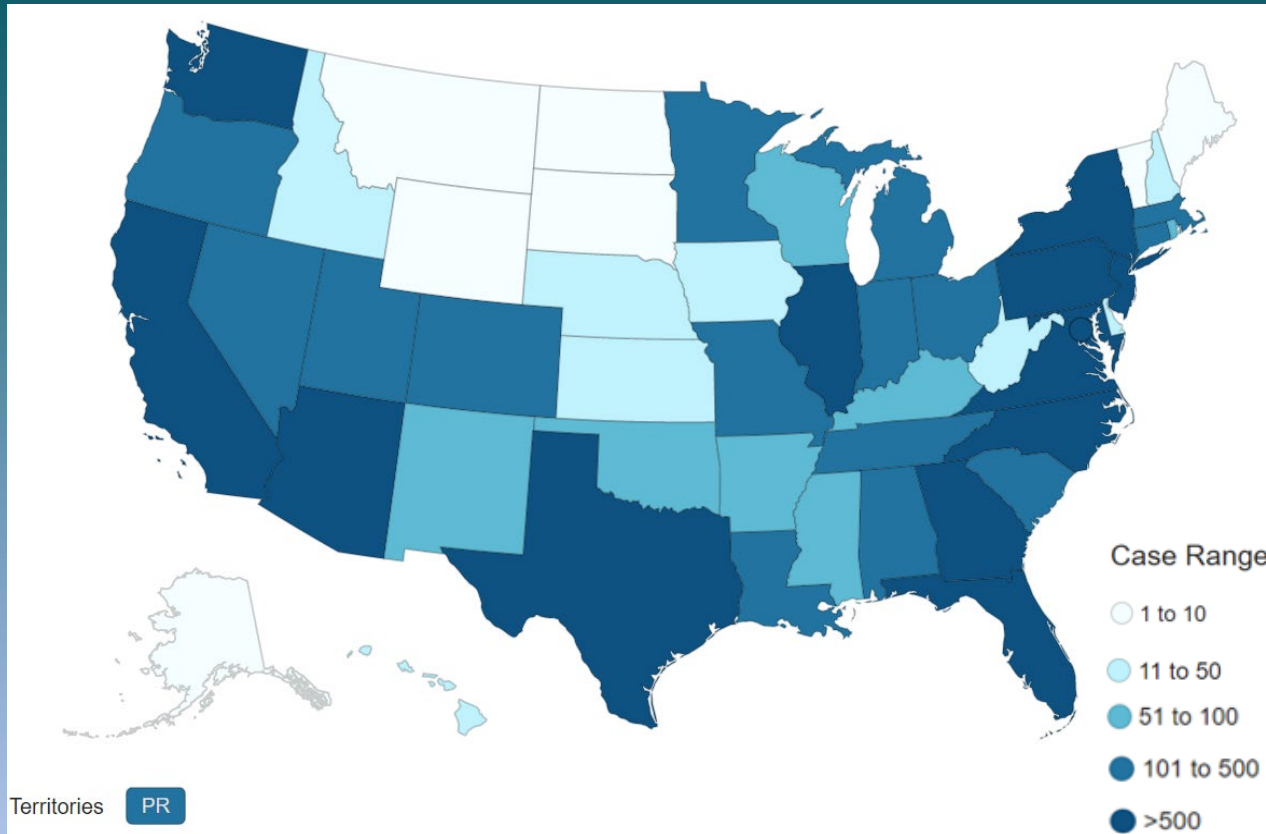 Case Range
1 to 10
11 to 50
51 to 100
101 to 500
>500
Territories PR